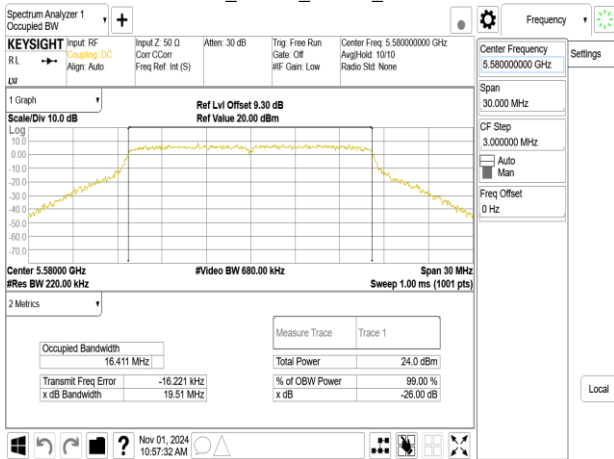 Spectrum Analyzer 1
Occupied BW
+
Frequency
KEYSIGHT
RL
LXI
Input: RF
Coupling: DC
Align: Auto
Input Z: 50 Ω
Corr CCorr
Freq Ref: Int (S)
Atten: 30 dB
Trig: Free Run
Gate: Off
#IF Gain: Low
Center Freq: 5.580000000 GHz
Avg|Hold: 10/10
Radio Std: None
Center Frequency
5.580000000 GHz
Settings
Span
30.000 MHz
CF Step
3.000000 MHz
Auto
Man
Freq Offset
0 Hz
Local
1 Graph
Scale/Div 10.0 dB
Ref Lvl Offset 9.30 dB
Ref Value 20.00 dBm
Log
10.0
0.00
-10.0
-20.0
-30.0
-40.0
-50.0
-60.0
-70.0
Center 5.58000 GHz
#Video BW 680.00 kHz
Span 30 MHz
#Res BW 220.00 kHz
Sweep 1.00 ms (1001 pts)
2 Metrics
Measure Trace Trace 1
Occupied Bandwidth
16.411 MHz
Total Power 24.0 dBm
Transmit Freq Error -16.221 kHz
% of OBW Power 99.00 %
x dB Bandwidth 19.51 MHz
x dB -26.00 dB
?
Nov 01, 2024
10:57:32 AM